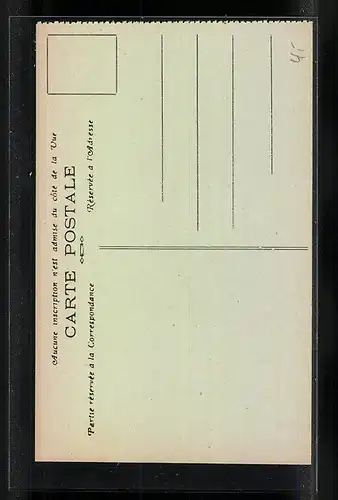 Aucune inscription n'est admise du côté de la Vue
CARTE POSTALE
Partie réservée à la Correspondance
Réservée à l'Adresse